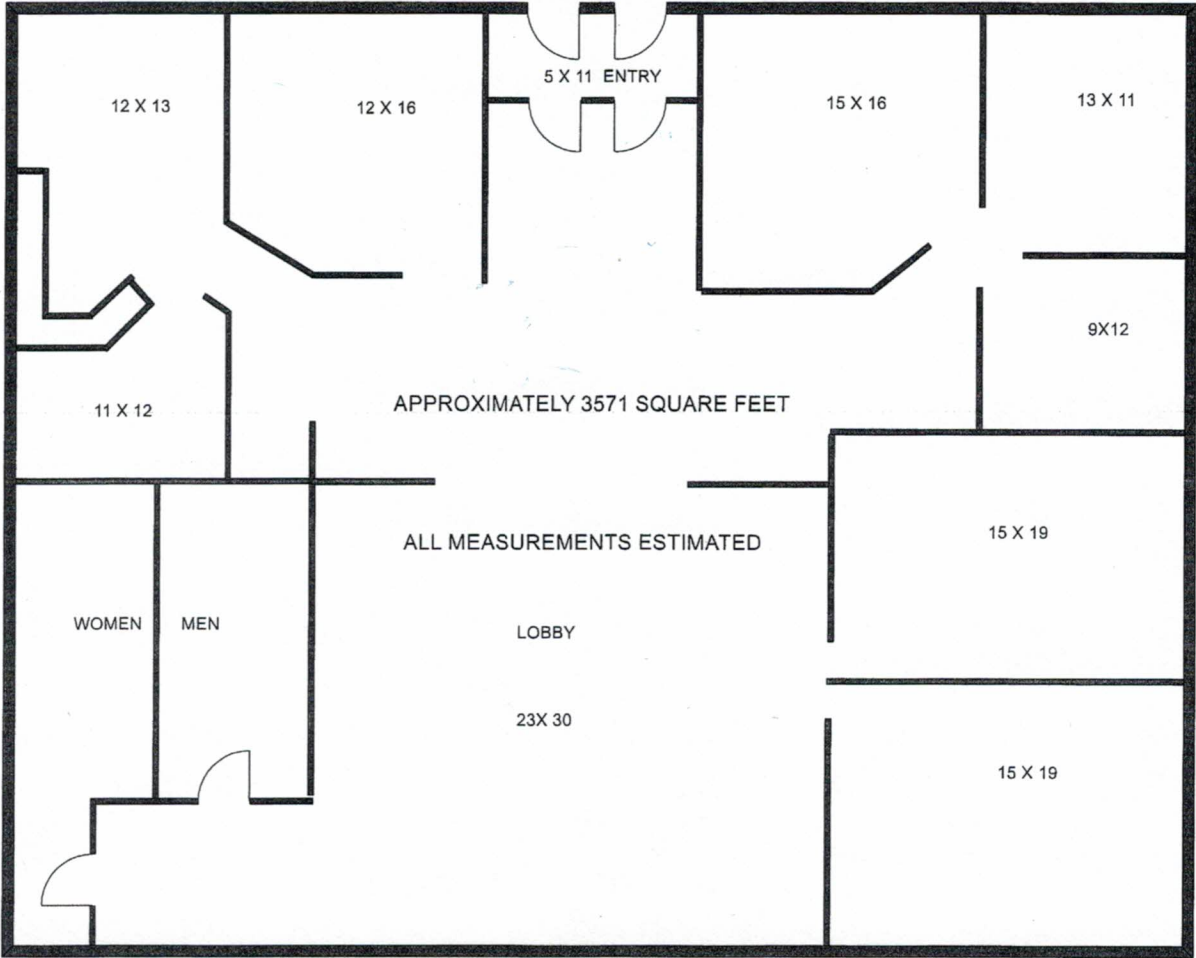 5 X 11 ENTRY
12 X 13
12 X 16
15 X 16
13 X 11
9X12
11 X 12
APPROXIMATELY 3571 SQUARE FEET
ALL MEASUREMENTS ESTIMATED
15 X 19
WOMEN
MEN
LOBBY
23X 30
15 X 19